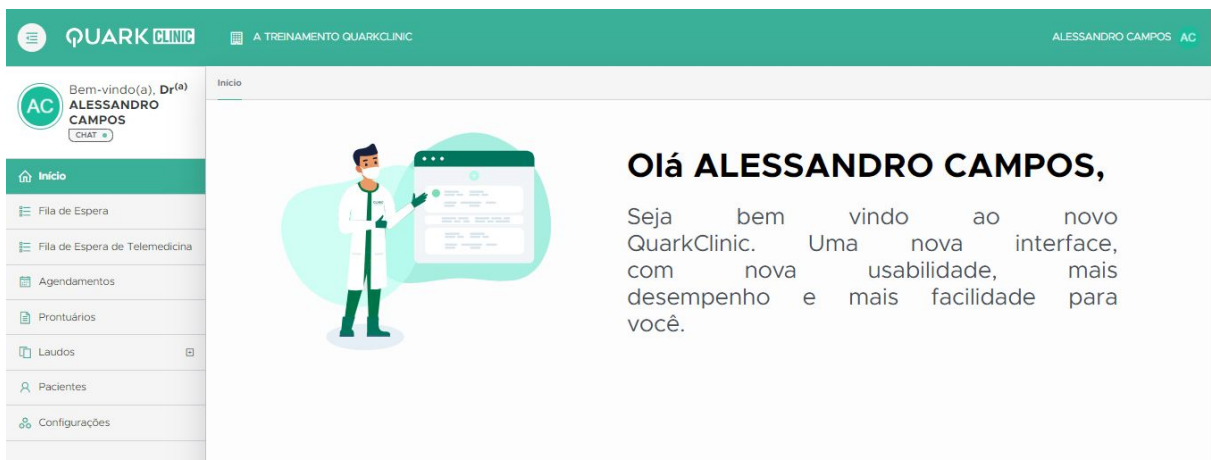 QUARK CLINIC
A TREINAMENTO QUARKCLINIC
ALESSANDRO CAMPOS AC
AC
Bem-vindo(a), Dr(a)
ALESSANDRO
CAMPOS
CHAT
Início
Fila de Espera
Fila de Espera de Telemedicina
Agendamentos
Prontuários
Laudos
Pacientes
Configurações
Início
Olá ALESSANDRO CAMPOS,
Seja bem vindo ao novo
QuarkClinic. Uma nova interface,
com nova usabilidade, mais
desempenho e mais facilidade para
você.